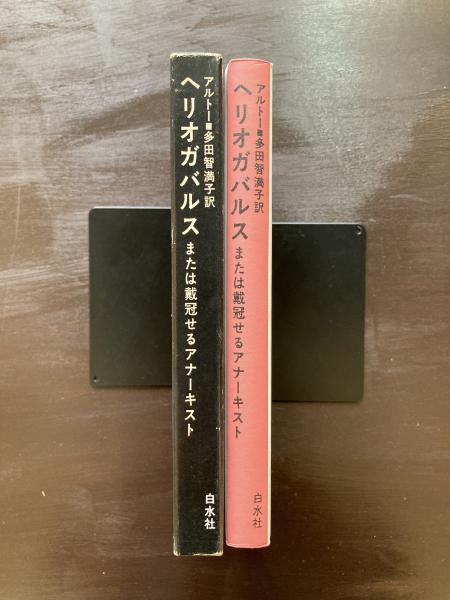 アルトー■多田智満子訳
ヘリオガバルス
または戴冠せるアナーキスト
白水社
アルトー■多田智満子訳
ヘリオガバルス
または戴冠せるアナーキスト
白水社